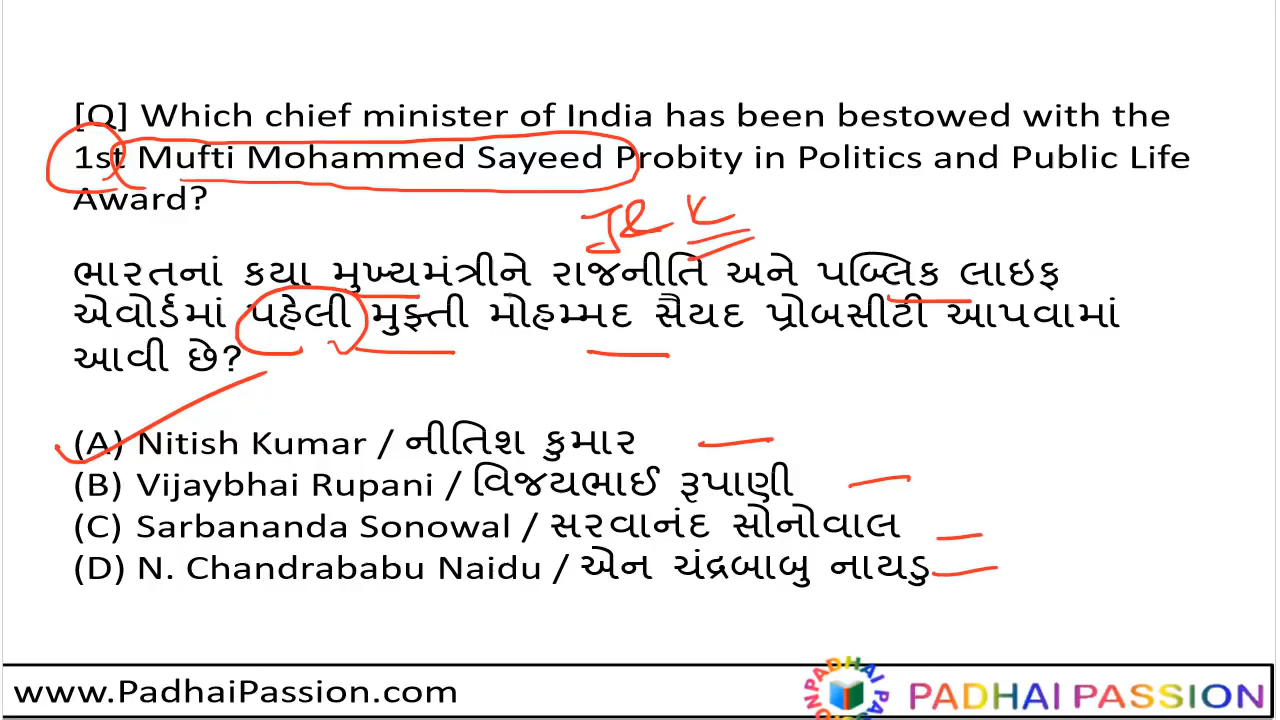 [Q] Which chief minister of India has been bestowed with the
1st Mufti Mohammed Sayeed Probity in Politics and Public Life
Award?
J&K
ભારતનાં કયા મુખ્યમંત્રીને રાજનીતિ અને પબ્લિક લાઇફ
એવોર્ડમાં પહેલી મુફ્તી મોહમ્મદ સૈયદ પ્રોબસીટી આપવામાં
આવી છે?
(A) Nitish Kumar / નીતિશ કુમાર
(B) Vijaybhai Rupani / વિજયભાઈ રૂપાણી
(C) Sarbananda Sonowal / સરવાનંદ સોનોવાલ
(D) N. Chandrababu Naidu / એન ચંદ્રબાબુ નાયડુ
www.PadhaiPassion.com
PADHAI PASSION